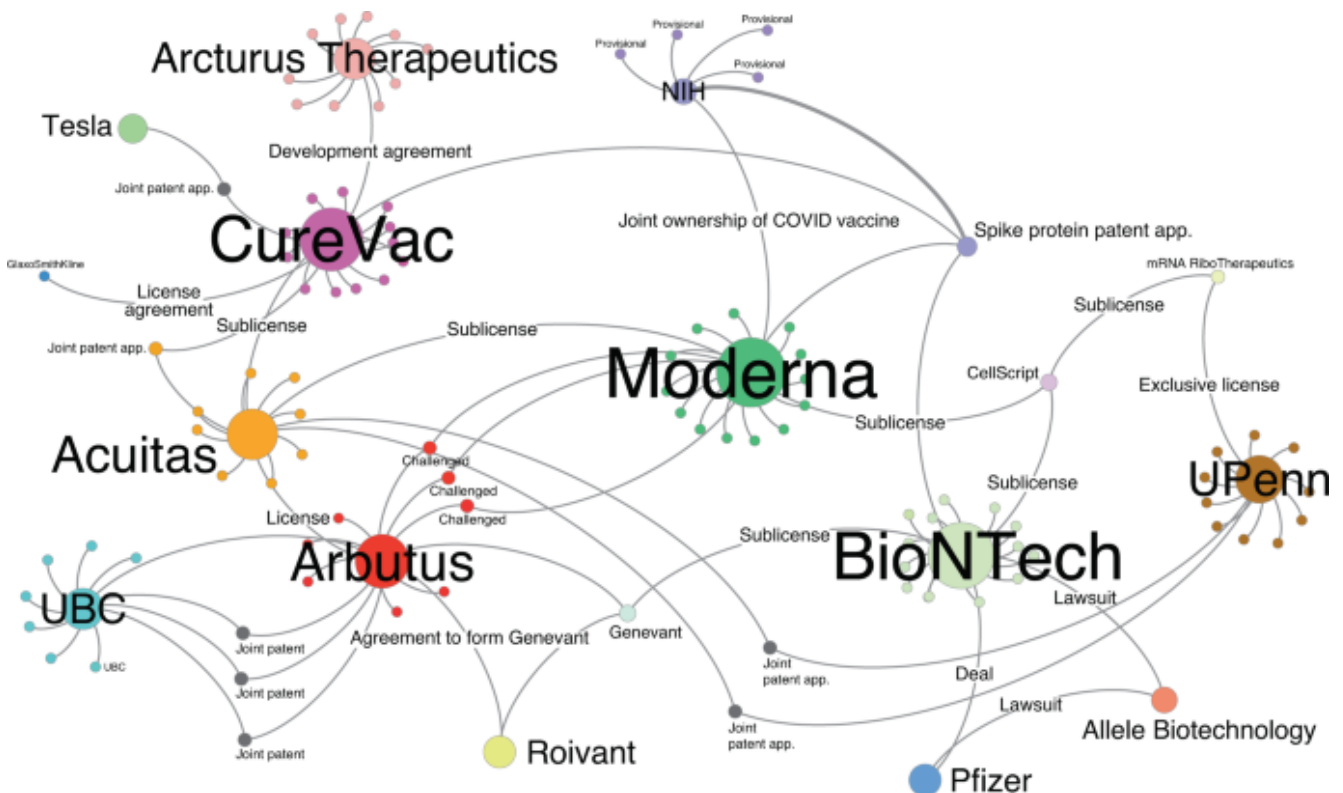 Provisional
Provisional
Provisional
Arcturus Therapeutics
Provisional
NIH
Tesla
Development agreement
Joint patent app.
Joint ownership of COVID vaccine
CureVac
Spike protein patent app.
GlaxoSmithKline
mRNA RiboTherapeutics
License
agreement
Sublicense
Sublicense
Sublicense
Joint patent app.
Moderna
CellScript
Exclusive license
Sublicense
Acuitas
Challenged
UPenn
Challenged
Sublicense
License
Challenged
Sublicense
Arbutus
BioNTech
UBC
Lawsuit
Joint patent
Agreement to form Genevant
Genevant
UBC
Joint
patent app.
Deal
Joint patent
Lawsuit
Joint
patent app.
Allele Biotechnology
Joint patent
Roivant
Pfizer